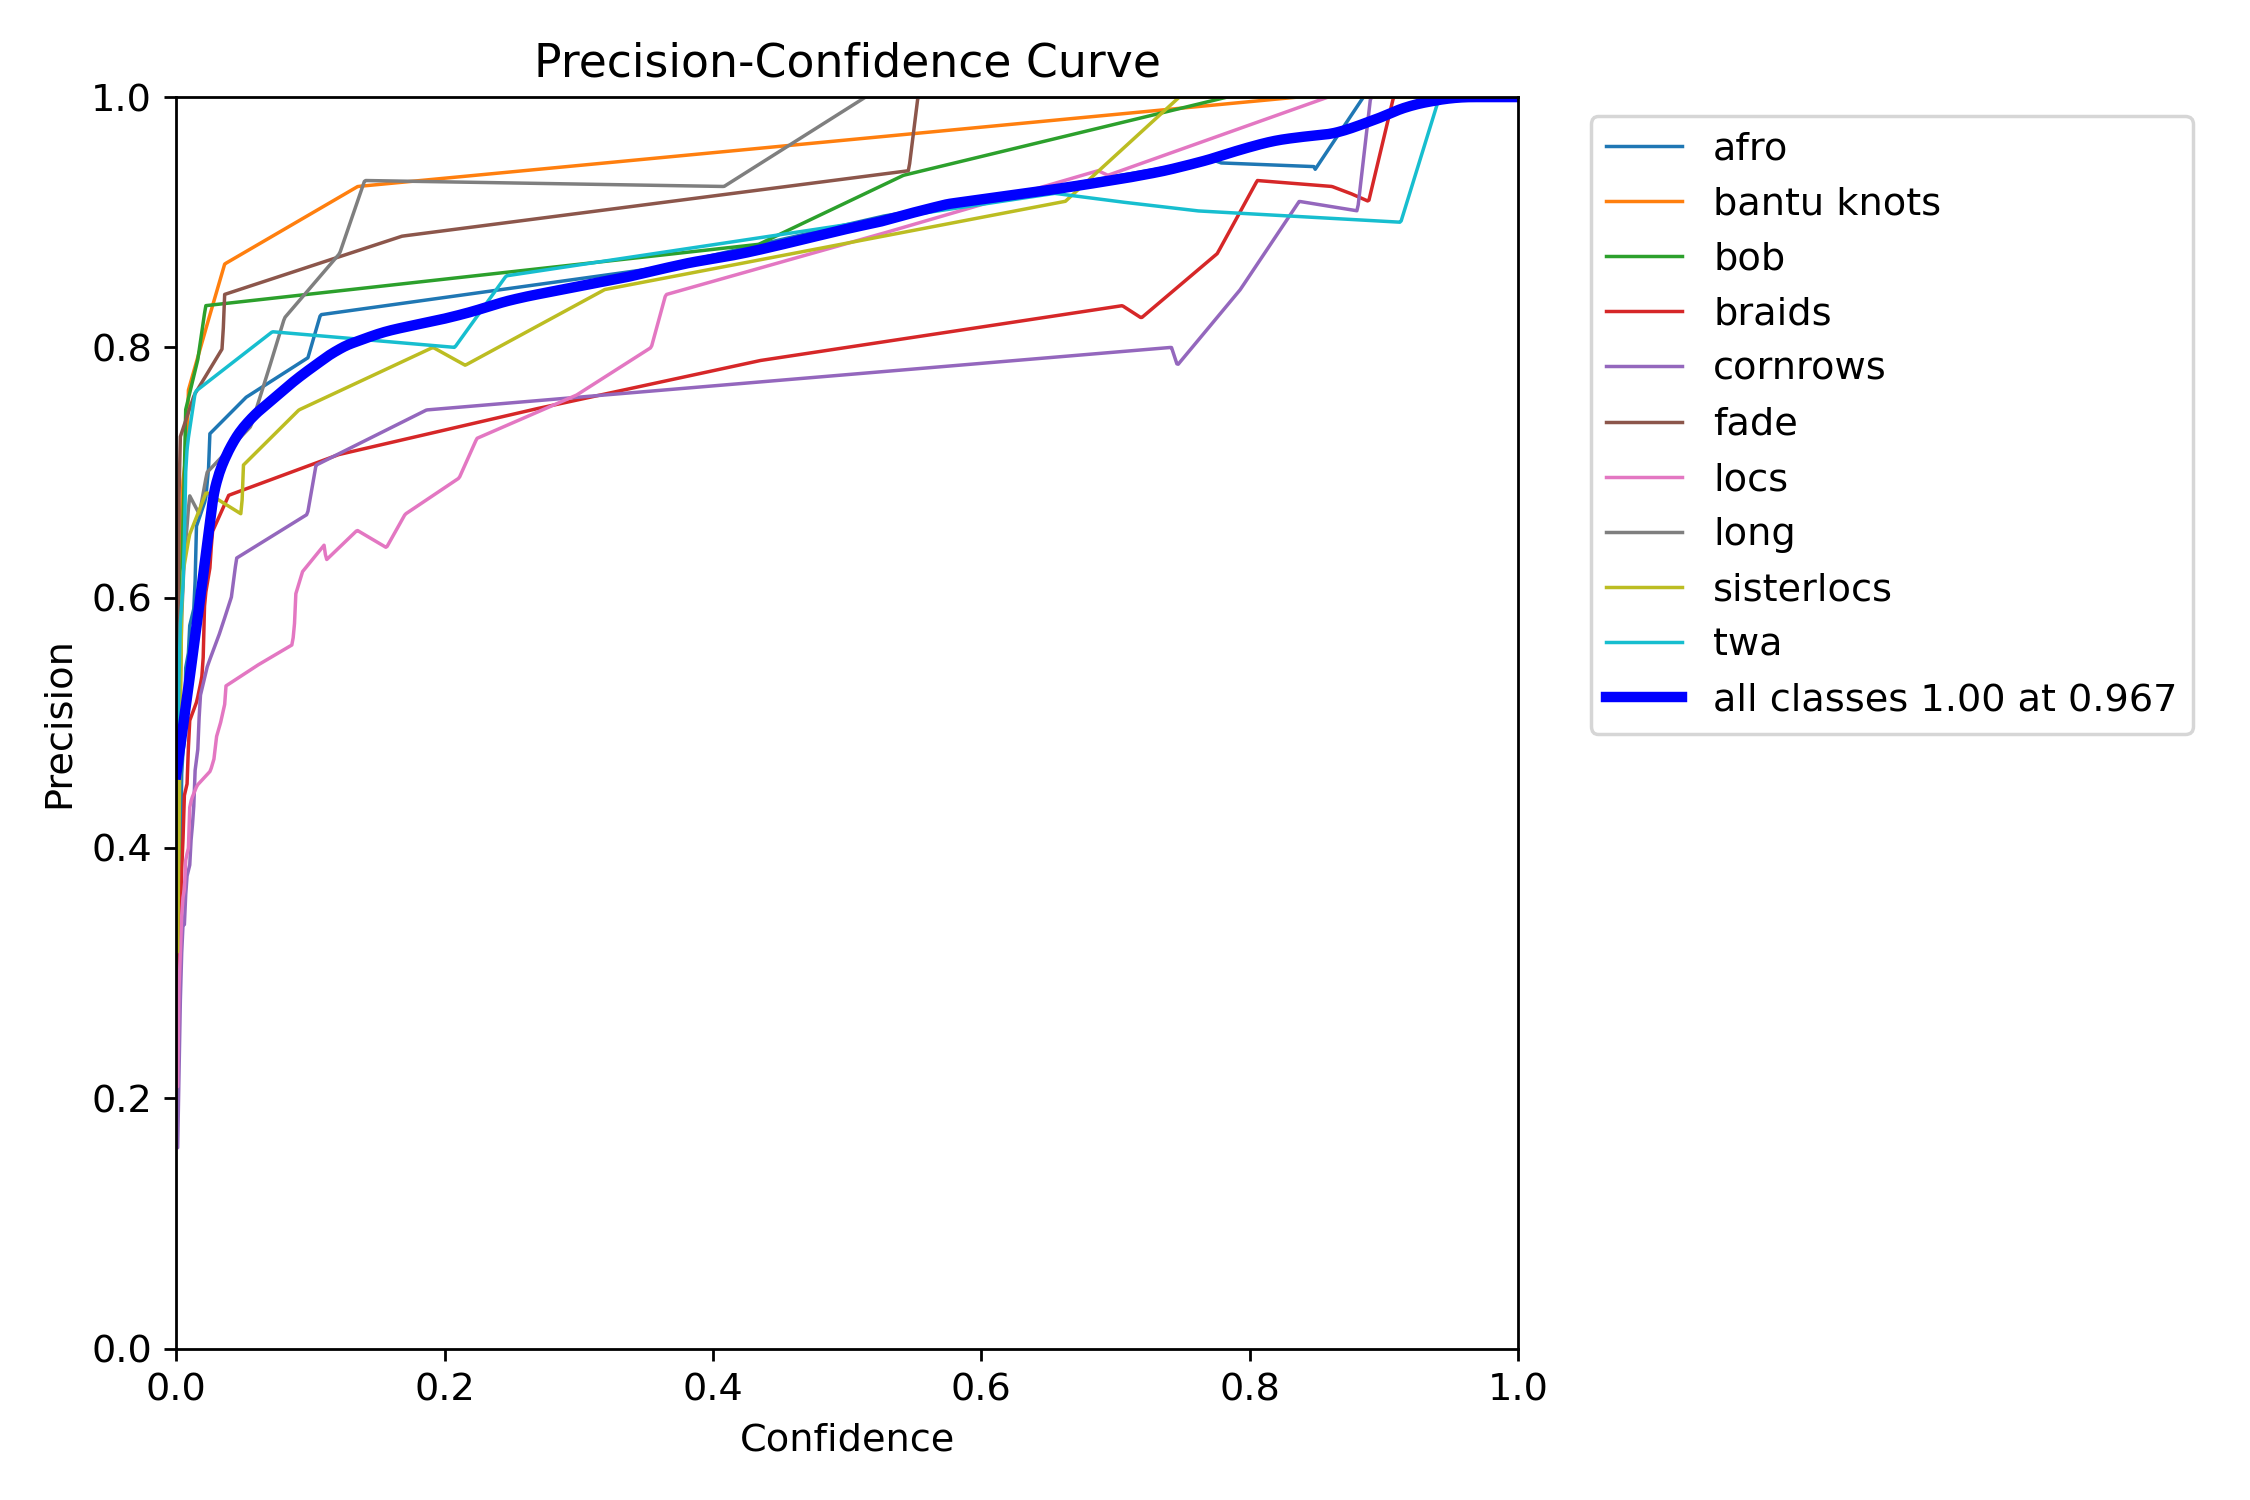 Precision-Confidence Curve
1.0
0.8
0.6
0.4
0.2
0.0
Precision
0.0 0.2 0.4 0.6 0.8 1.0
Confidence
afro
bantu knots
bob
braids
cornrows
fade
locs
long
sisterlocs
twa
all classes 1.00 at 0.967